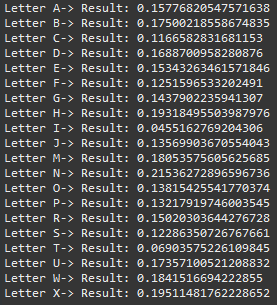 Letter A-> Result: 0.15776820547571638
Letter B-> Result: 0.17500218558674835
Letter C-> Result: 0.1166582831681153
Letter D-> Result: 0.1688700958280876
Letter E-> Result: 0.15343263461571846
Letter F-> Result: 0.1251596533202491
Letter G-> Result: 0.1437902235941307
Letter H-> Result: 0.19318495503987976
Letter I-> Result: 0.0455162769204306
Letter J-> Result: 0.13569903670554043
Letter M-> Result: 0.18053575605625685
Letter N-> Result: 0.21536272896596736
Letter O-> Result: 0.13815425541770374
Letter P-> Result: 0.13217919746003545
Letter R-> Result: 0.15020303644276728
Letter S-> Result: 0.12286350726767661
Letter T-> Result: 0.06903575226109845
Letter U-> Result: 0.17357100521208832
Letter W-> Result: 0.1841516694222855
Letter X-> Result: 0.19511481762228652